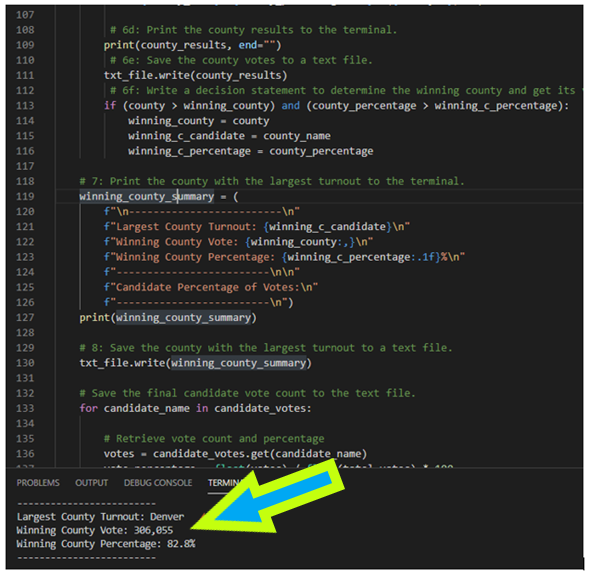 107
108 # 6d: Print the county results to the terminal.
109 print(county_results, end="")
110 # 6e: Save the county votes to a text file.
111 txt_file.write(county_results)
112 # 6f: Write a decision statement to determine the winning county and get its
113 if (county > winning_county) and (county_percentage > winning_c_percentage):
114 winning_county = county
115 winning_c_candidate = county_name
116 winning_c_percentage = county_percentage
117
118 # 7: Print the county with the largest turnout to the terminal.
119 winning_county_summary = (
120 f"\n-------------------------\n"
121 f"Largest County Turnout: {winning_c_candidate}\n"
122 f"Winning County Vote: {winning_county:,}\n"
123 f"Winning County Percentage: {winning_c_percentage:.1f}%\n"
124 f"-------------------------\n\n"
125 f"Candidate Percentage of Votes:\n"
126 f"-------------------------\n")
127 print(winning_county_summary)
128
129 # 8: Save the county with the largest turnout to a text file.
130 txt_file.write(winning_county_summary)
131
132 # Save the final candidate vote count to the text file.
133 for candidate_name in candidate_votes:
134
135 # Retrieve vote count and percentage
136 votes = candidate_votes.get(candidate_name)
PROBLEMS OUTPUT DEBUG CONSOLE
-------------------------
Largest County Turnout: Denver
Winning County Vote: 306,055
Winning County Percentage: 82.8%
-------------------------